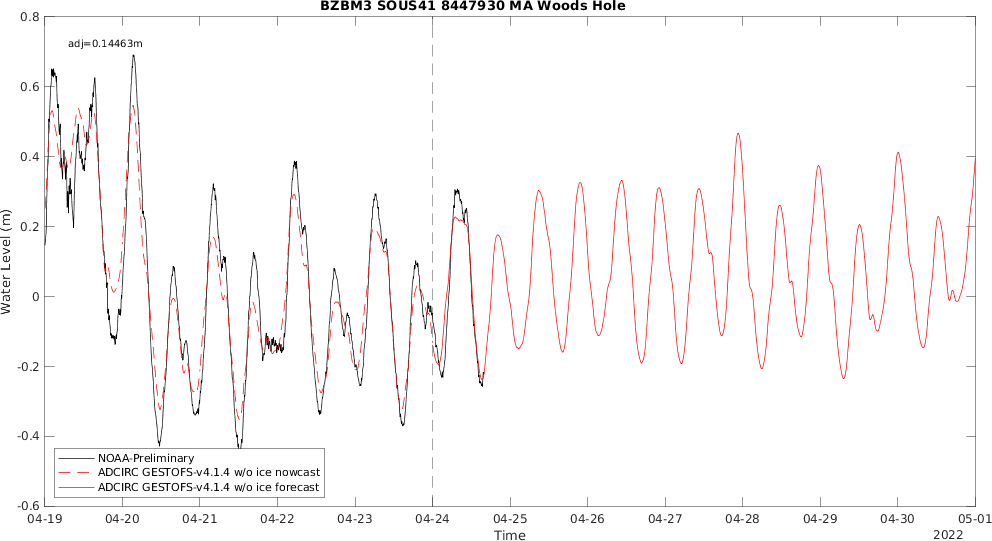 BZBM3 SOUS41 8447930 MA Woods Hole
adj=0.14463m
Water Level (m)
0.8
0.6
0.4
0.2
0
-0.2
-0.4
-0.6
NOAA-Preliminary
ADCIRC GESTOFS-v4.1.4 w/o ice nowcast
ADCIRC GESTOFS-v4.1.4 w/o ice forecast
04-19 04-20 04-21 04-22 04-23 04-24 04-25 04-26 04-27 04-28 04-29 04-30 05-01
Time
2022